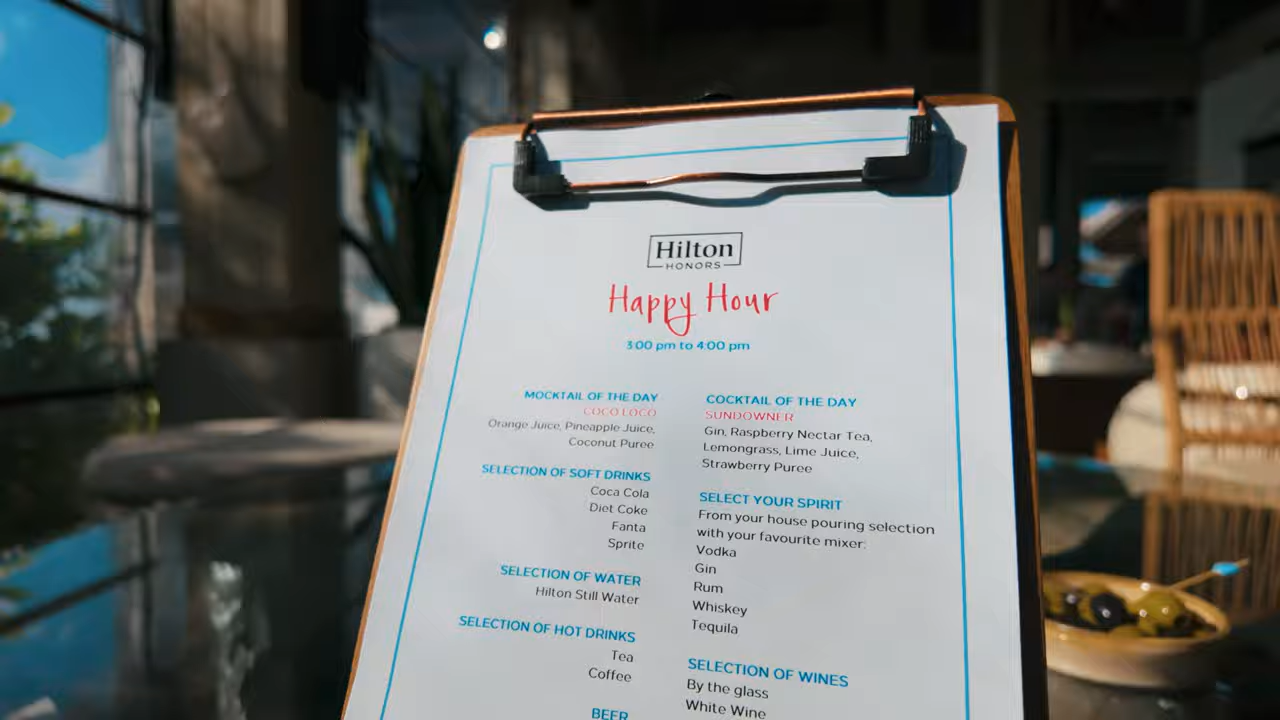 Hilton
HONORS
Happy Hour
3:00 pm to 4:00 pm
MOCKTAIL OF THE DAY
COCO LOCO
Orange Juice, Pineapple Juice,
Coconut Puree
SELECTION OF SOFT DRINKS
Coca Cola
Diet Coke
Fanta
Sprite
SELECTION OF WATER
Hilton Still Water
SELECTION OF HOT DRINKS
Tea
Coffee
BEER
COCKTAIL OF THE DAY
SUNDOWNER
Gin, Raspberry Nectar Tea,
Lemongrass, Lime Juice,
Strawberry Puree
SELECT YOUR SPIRIT
From your house pouring selection
with your favourite mixer:
Vodka
Gin
Rum
Whiskey
Tequila
SELECTION OF WINES
By the glass
White Wine